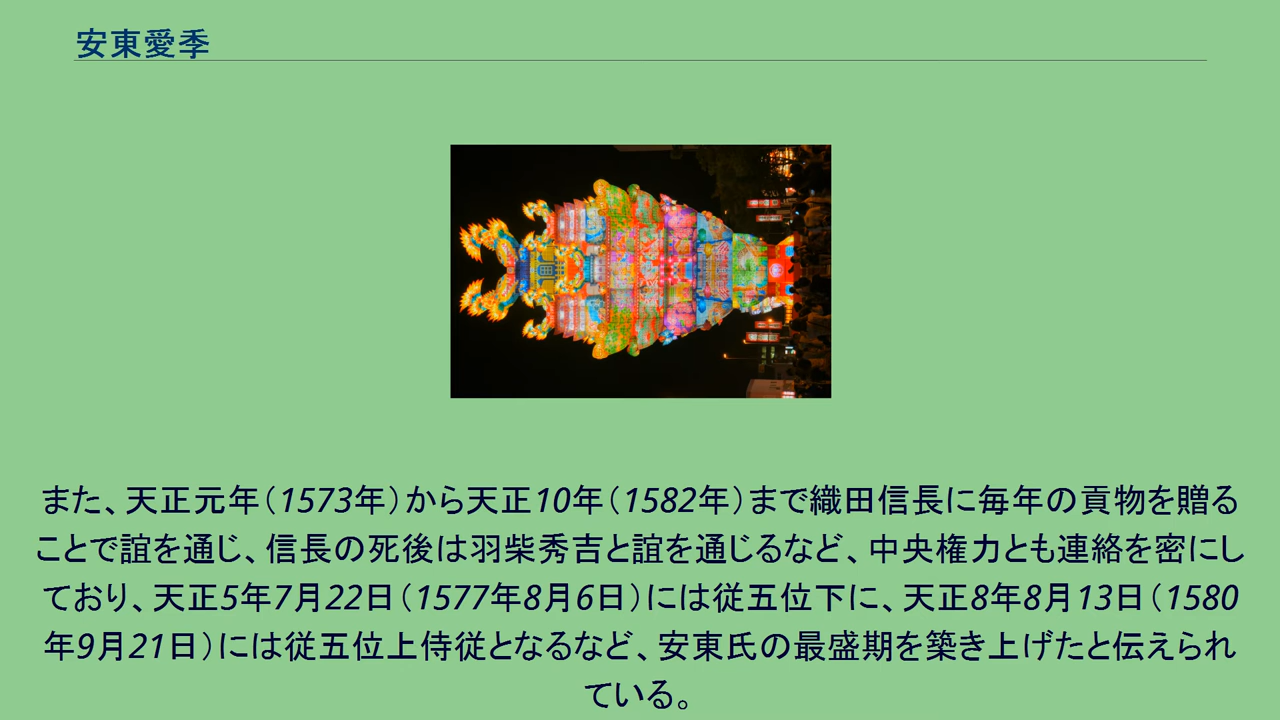 安東愛季
また、天正元年（1573年）から天正10年（1582年）まで織田信長に毎年の貢物を贈る
ことで誼を通じ、信長の死後は羽柴秀吉と誼を通じるなど、中央権力とも連絡を密にし
ており、天正5年7月22日（1577年8月6日）には従五位下に、天正8年8月13日（1580
年9月21日）には従五位上侍従となるなど、安東氏の最盛期を築き上げたと伝えられ
ている。